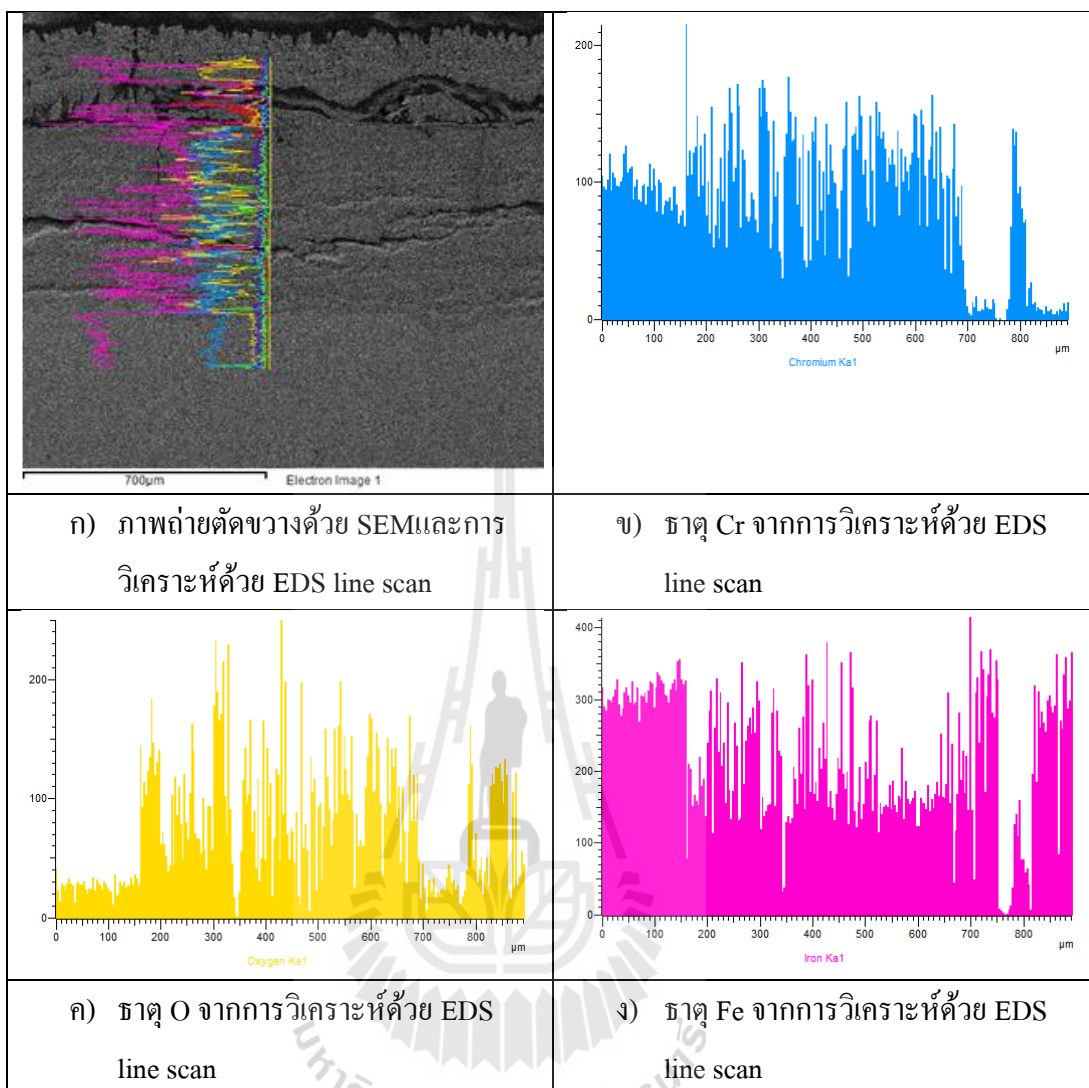 700µm Electron Image 1
200
100
0
0 100 200 300 400 500 600 700 800 µm
Chromium Ka1
ก) ภาพถ่ายตัดขวางด้วย SEMและการ
วิเคราะห์ด้วย EDS line scan
ข) ธาตุ Cr จากการวิเคราะห์ด้วย EDS
line scan
200
100
0
0 100 200 300 400 500 600 700 800 µm
Oxygen Ka1
400
300
200
100
0
0 100 200 300 400 500 600 700 800 µm
Iron Ka1
ค) ธาตุ O จากการวิเคราะห์ด้วย EDS
line scan
ง) ธาตุ Fe จากการวิเคราะห์ด้วย EDS
line scan